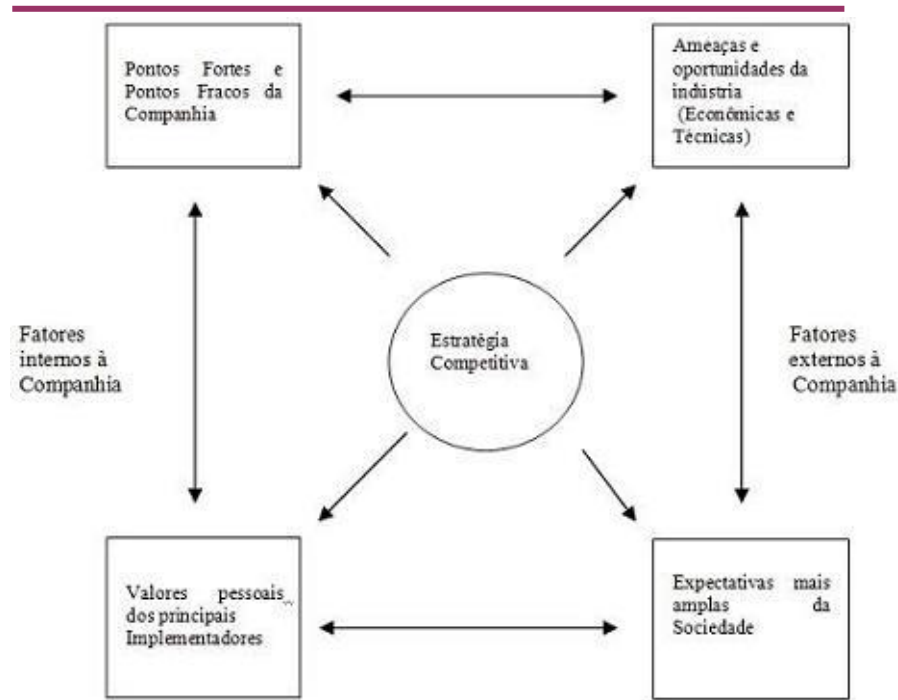 Pontos Fortes e
Pontos Fracos da
Companhia
Ameaças e
oportunidades da
indústria
(Econômicas e
Técnicas)
Fatores
internos à
Companhia
Estratégia
Competitiva
Fatores
externos à
Companhia
Valores pessoais
dos principais
Implementadores
Expectativas mais
amplas da
Sociedade